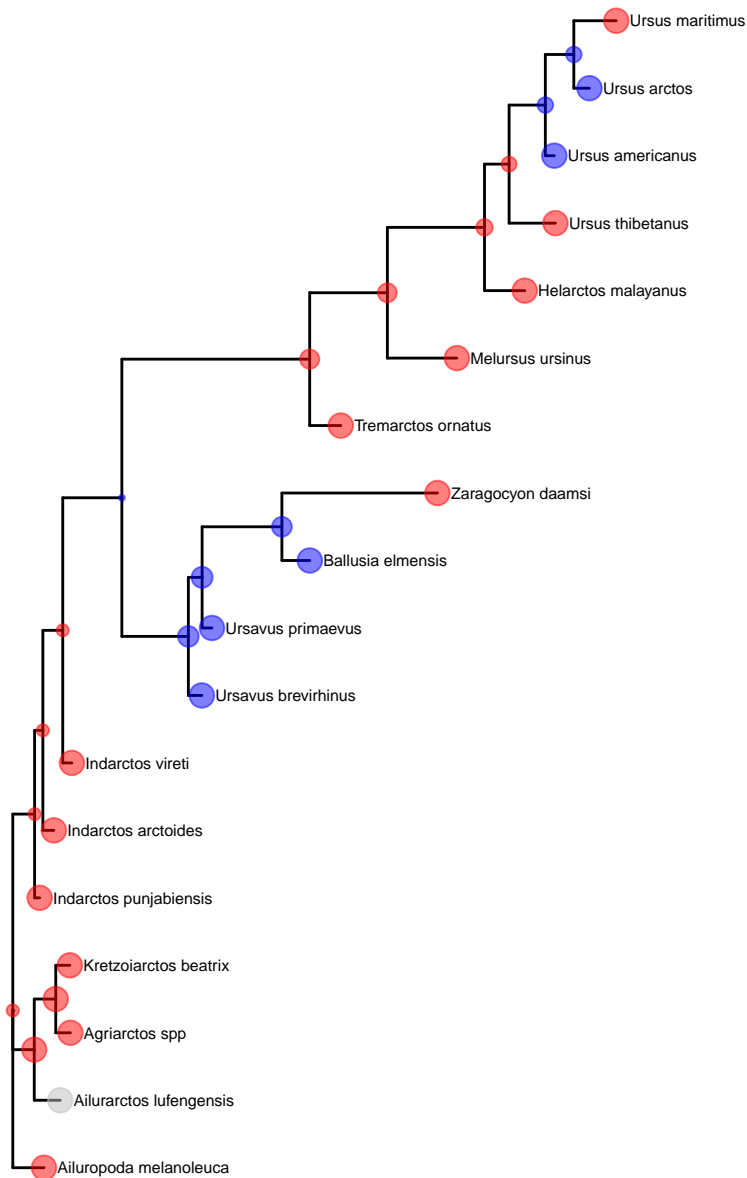 Ursus maritimus
Ursus arctos
Ursus americanus
Ursus thibetanus
Helarctos malayanus
Melursus ursinus
Tremarctos ornatus
Zaragocyon daamsi
Ballusia elmensis
Ursavus primaevus
Ursavus brevirhinus
Indarctos vireti
Indarctos arctoides
Indarctos punjabiensis
Kretzoiarctos beatrix
Agriarctos spp
Ailurarctos lufengensis
Ailuropoda melanoleuca